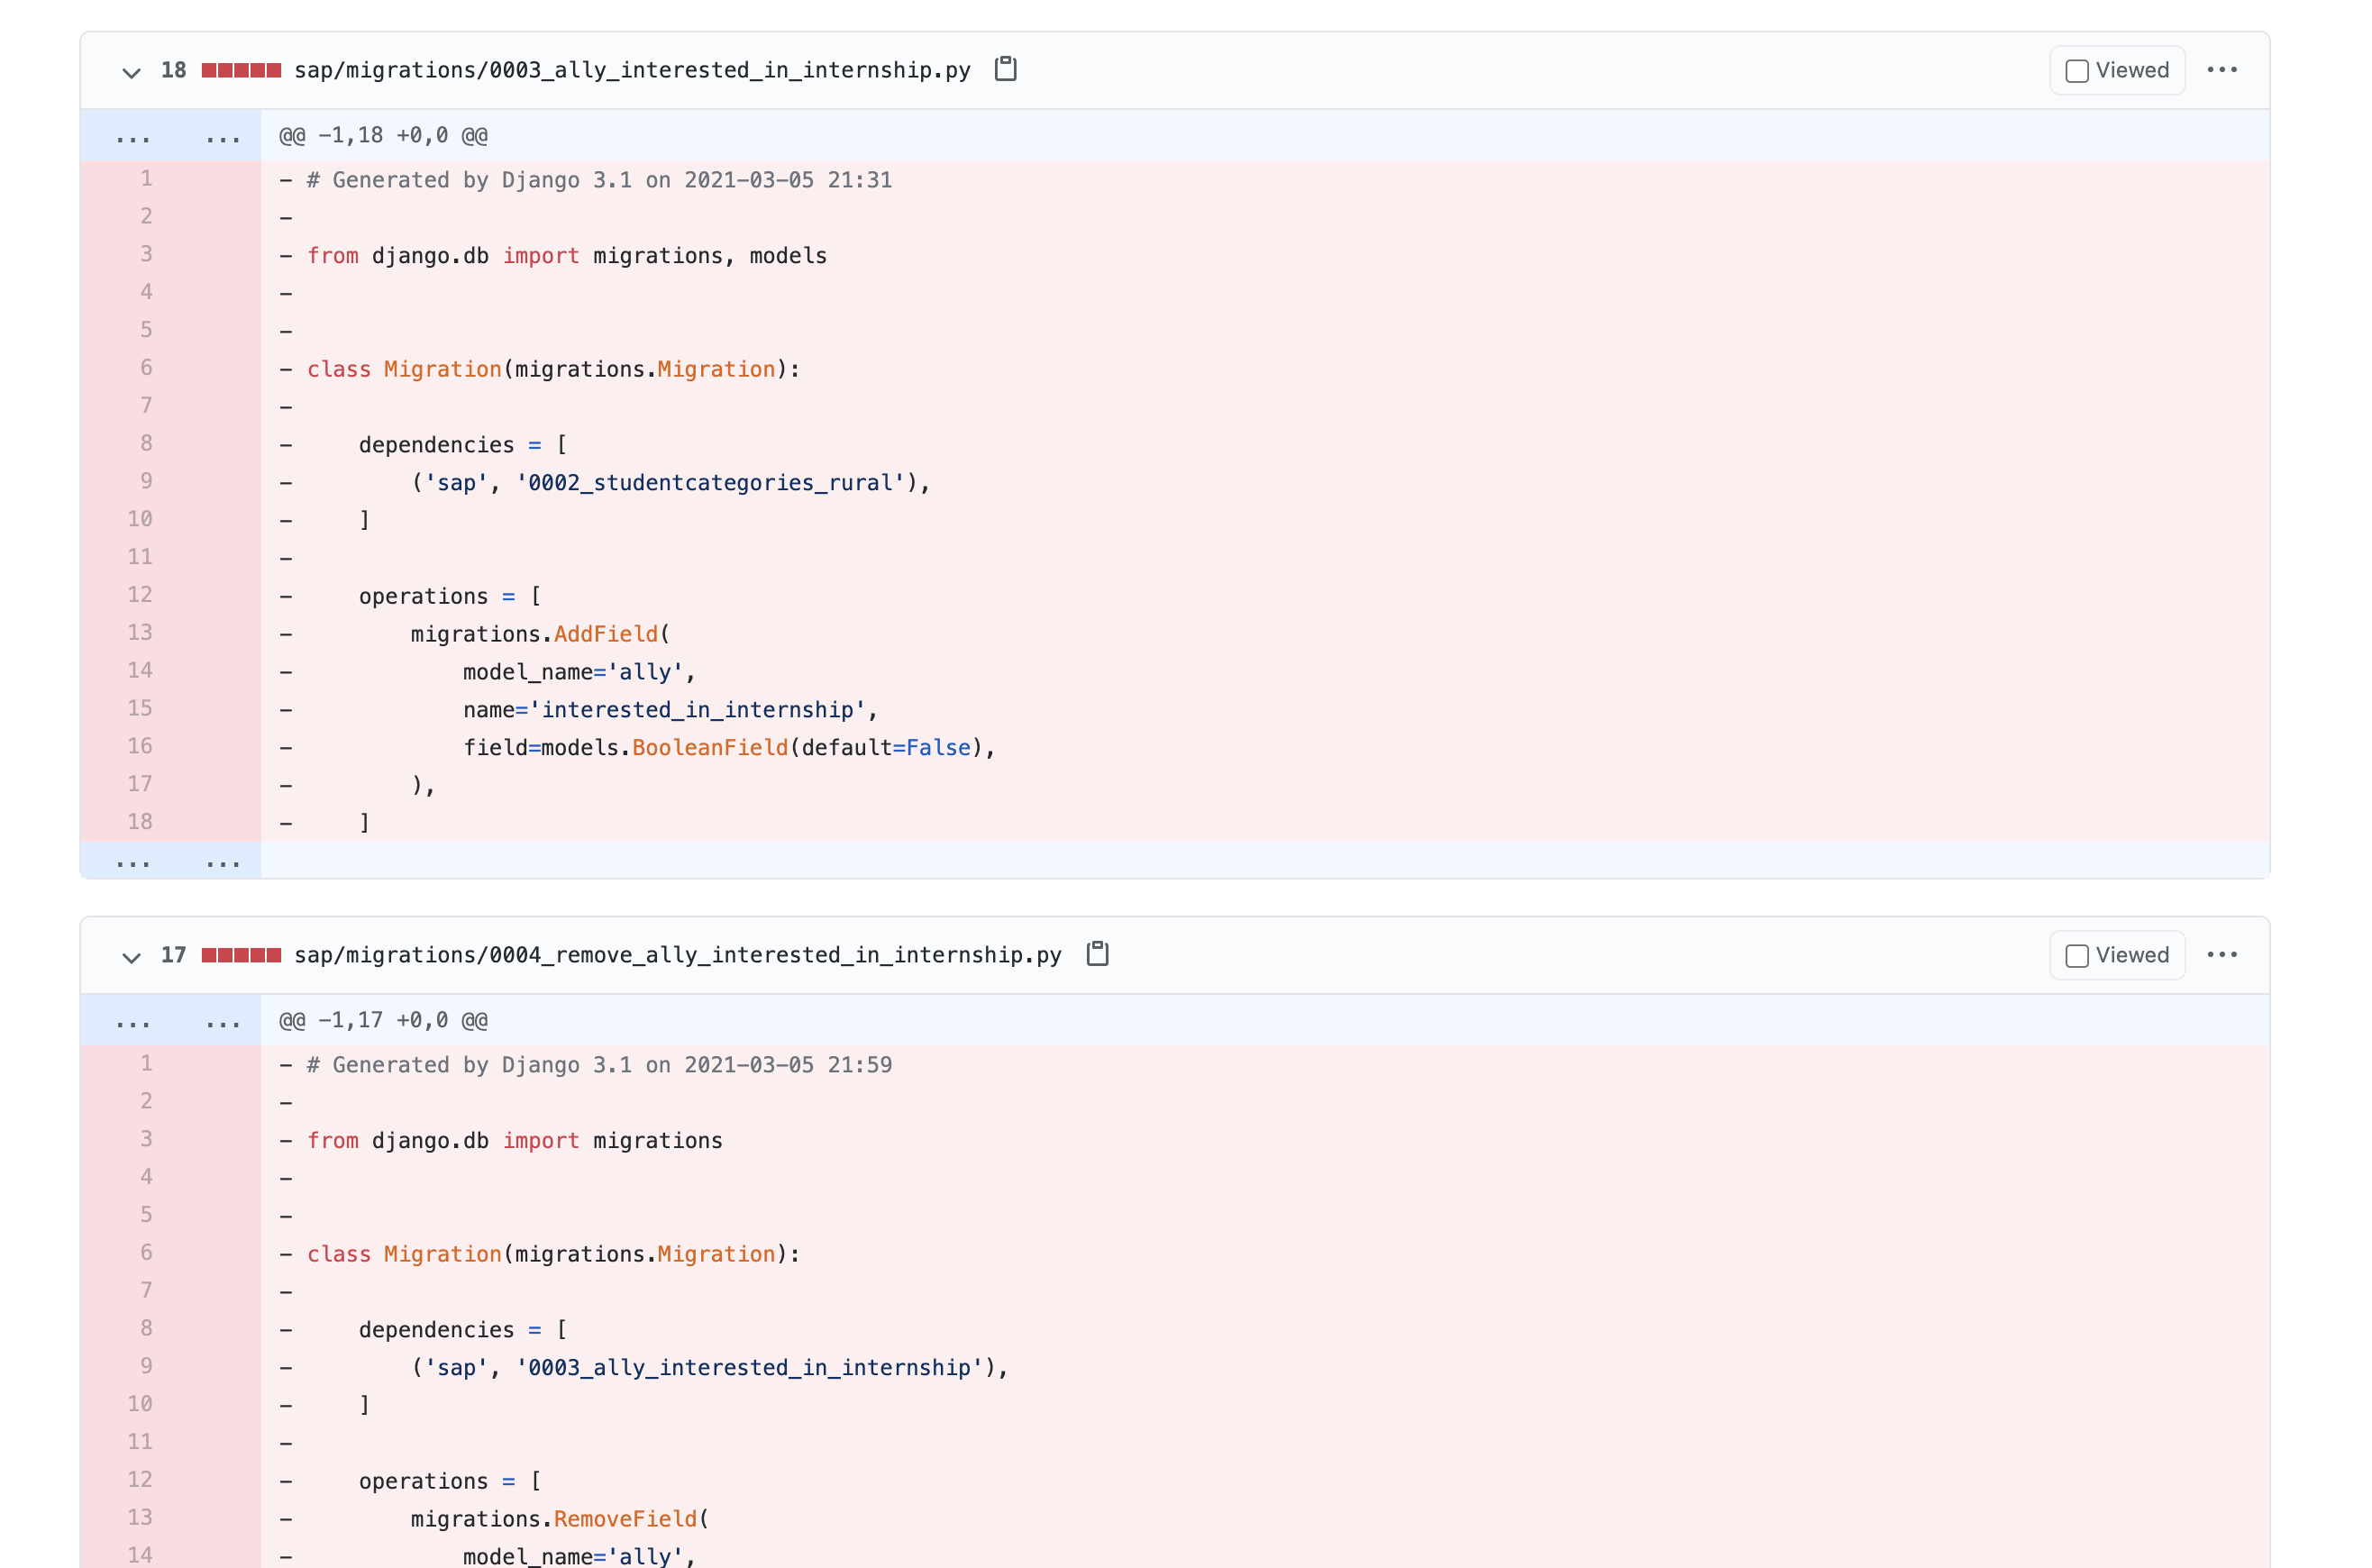 18 sap/migrations/0003_ally_interested_in_internship.py Viewed ...
... ... @@ -1,18 +0,0 @@
1 - # Generated by Django 3.1 on 2021-03-05 21:31
2 -
3 - from django.db import migrations, models
4 -
5 -
6 - class Migration(migrations.Migration):
7 -
8 -     dependencies = [
9 -         ('sap', '0002_studentcategories_rural'),
10 -     ]
11 -
12 -     operations = [
13 -         migrations.AddField(
14 -             model_name='ally',
15 -             name='interested_in_internship',
16 -             field=models.BooleanField(default=False),
17 -         ),
18 -     ]
... ...
17 sap/migrations/0004_remove_ally_interested_in_internship.py Viewed ...
... ... @@ -1,17 +0,0 @@
1 - # Generated by Django 3.1 on 2021-03-05 21:59
2 -
3 - from django.db import migrations
4 -
5 -
6 - class Migration(migrations.Migration):
7 -
8 -     dependencies = [
9 -         ('sap', '0003_ally_interested_in_internship'),
10 -     ]
11 -
12 -     operations = [
13 -         migrations.RemoveField(
14 -             model_name='ally',